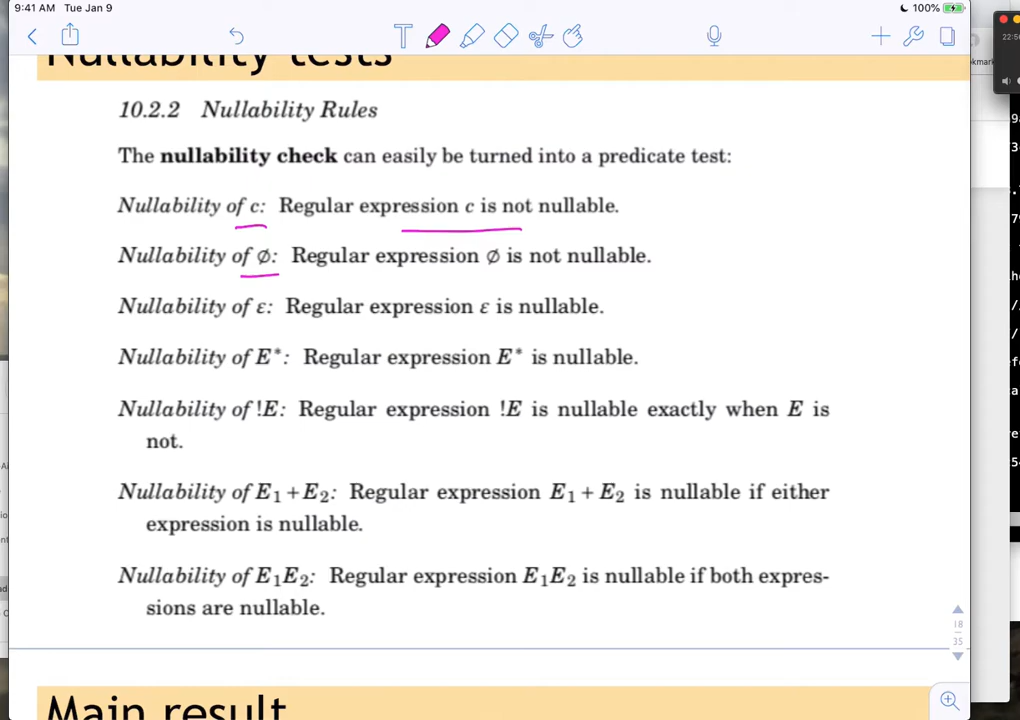 9:41 AM Tue Jan 9 100%
22:5
Nullability tests
10.2.2 Nullability Rules
The nullability check can easily be turned into a predicate test:
Nullability of c: Regular expression c is not nullable.
Nullability of ∅: Regular expression ∅ is not nullable.
Nullability of ε: Regular expression ε is nullable.
Nullability of E*: Regular expression E* is nullable.
Nullability of !E: Regular expression !E is nullable exactly when E is
not.
Nullability of E₁+E₂: Regular expression E₁ + E₂ is nullable if either
expression is nullable.
Nullability of E₁E₂: Regular expression E₁E₂ is nullable if both expres-
sions are nullable.
18
35
Main result